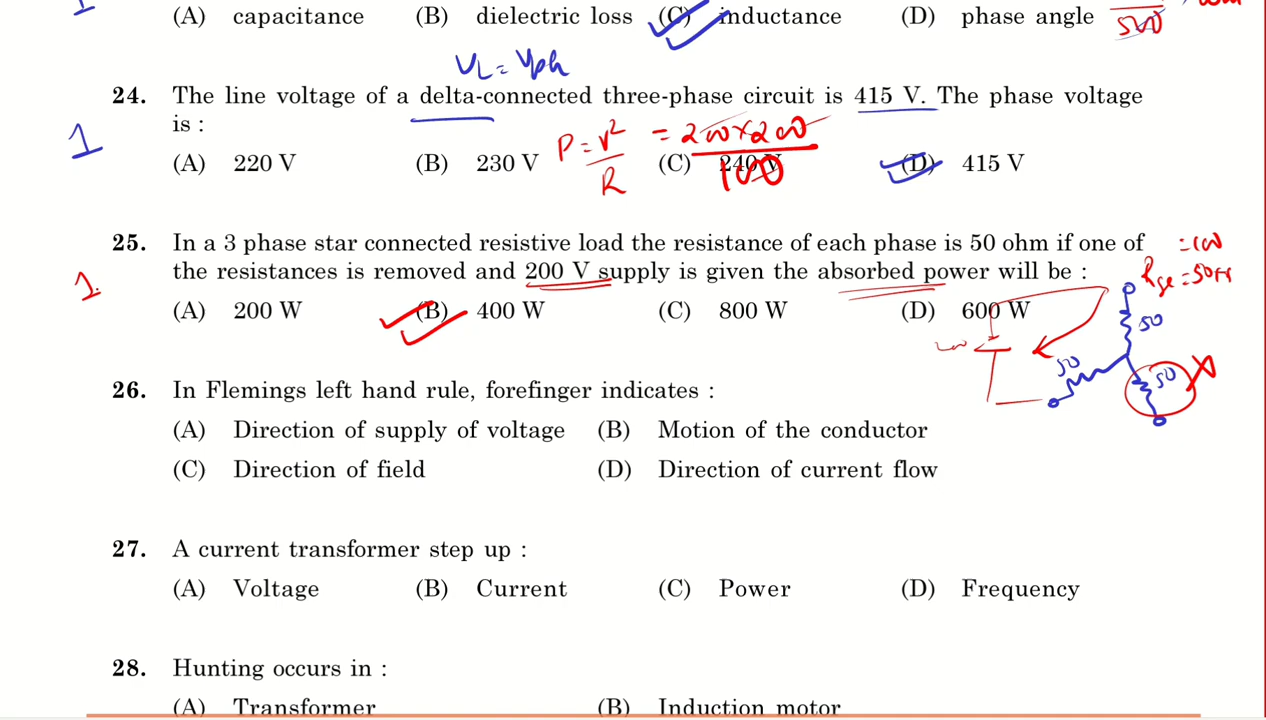 (A) capacitance (B) dielectric loss (C) inductance (D) phase angle
500
VL = Vph
24. The line voltage of a delta-connected three-phase circuit is 415 V. The phase voltage
is :
1
P = V²/R = 200×200/100
(A) 220 V (B) 230 V (C) 240 V (D) 415 V
25. In a 3 phase star connected resistive load the resistance of each phase is 50 ohm if one of
= 100
the resistances is removed and 200 V supply is given the absorbed power will be :
1.
(A) 200 W (B) 400 W (C) 800 W (D) 600 W
50
200
50
50
26. In Flemings left hand rule, forefinger indicates :
(A) Direction of supply of voltage (B) Motion of the conductor
(C) Direction of field (D) Direction of current flow
27. A current transformer step up :
(A) Voltage (B) Current (C) Power (D) Frequency
28. Hunting occurs in :
(A) Transformer (B) Induction motor